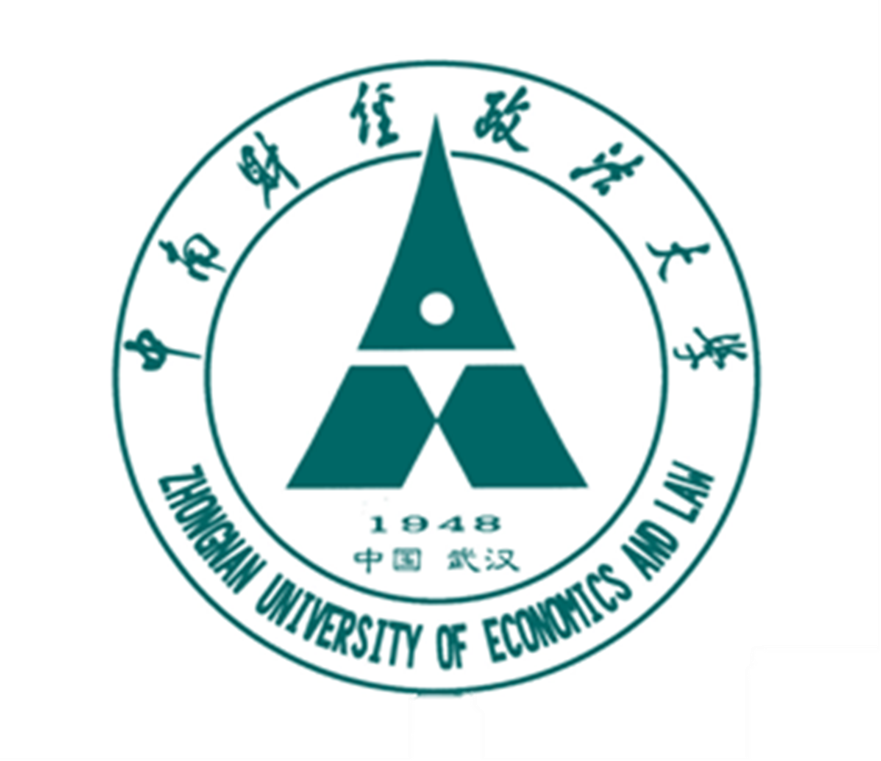 中南财经政法大学
1948
中国 武汉
ZHONGNAN UNIVERSITY OF ECONOMICS AND LAW